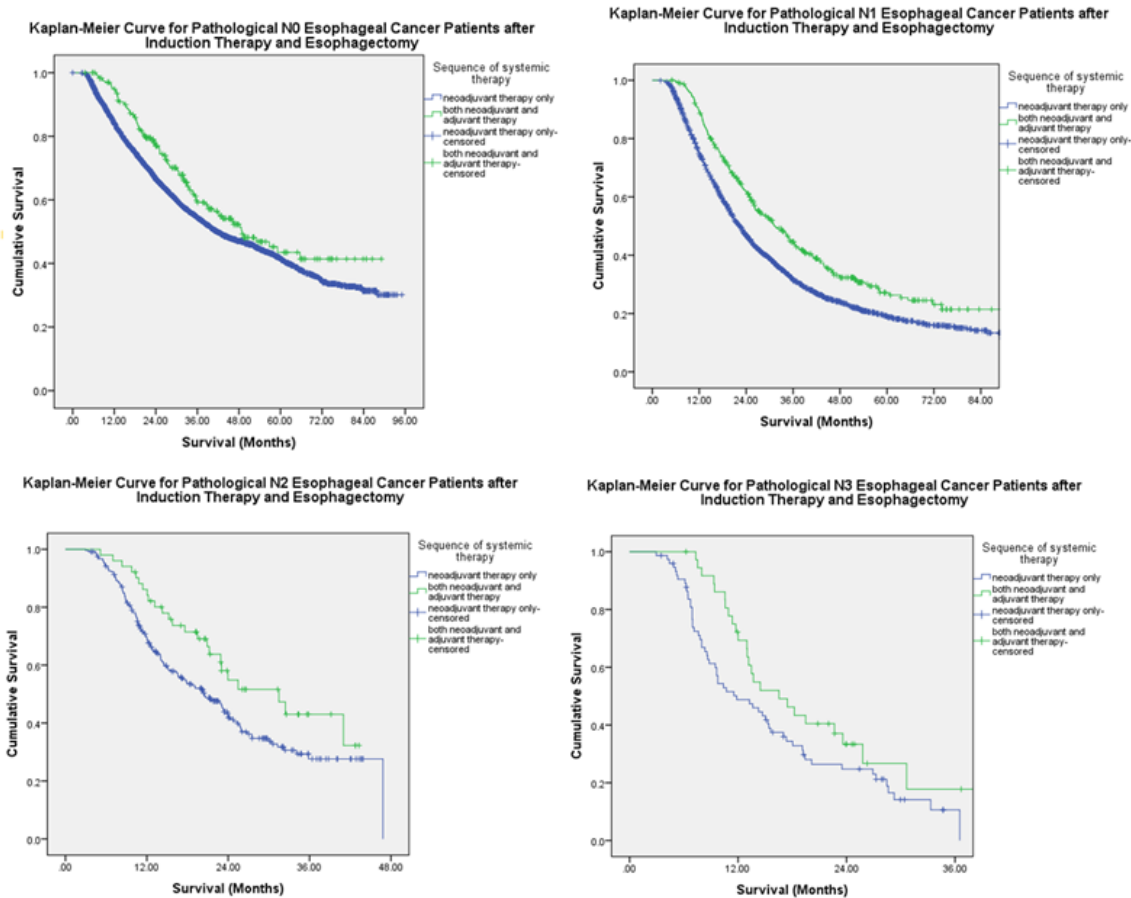 Kaplan-Meier Curve for Pathological N0 Esophageal Cancer Patients after
Induction Therapy and Esophagectomy
Sequence of systemic
therapy
neoadjuvant therapy only
both neoadjuvant and
adjuvant therapy
neoadjuvant therapy only-
censored
both neoadjuvant and
adjuvant therapy-
censored
Cumulative Survival
1.0
0.8
0.6
0.4
0.2
0.0
.00 12.00 24.00 36.00 48.00 60.00 72.00 84.00 96.00
Survival (Months)
Kaplan-Meier Curve for Pathological N1 Esophageal Cancer Patients after
Induction Therapy and Esophagectomy
Sequence of systemic
therapy
neoadjuvant therapy only
both neoadjuvant and
adjuvant therapy
neoadjuvant therapy only-
censored
both neoadjuvant and
adjuvant therapy-
censored
Cumulative Survival
1.0
0.8
0.6
0.4
0.2
0.0
.00 12.00 24.00 36.00 48.00 60.00 72.00 84.00
Survival (Months)
Kaplan-Meier Curve for Pathological N2 Esophageal Cancer Patients after
Induction Therapy and Esophagectomy
Sequence of systemic
therapy
neoadjuvant therapy only
both neoadjuvant and
adjuvant therapy
neoadjuvant therapy only-
censored
both neoadjuvant and
adjuvant therapy-
censored
Cumulative Survival
1.0
0.8
0.6
0.4
0.2
0.0
.00 12.00 24.00 36.00 48.00
Survival (Months)
Kaplan-Meier Curve for Pathological N3 Esophageal Cancer Patients after
Induction Therapy and Esophagectomy
Sequence of systemic
therapy
neoadjuvant therapy only
both neoadjuvant and
adjuvant therapy
neoadjuvant therapy only-
censored
both neoadjuvant and
adjuvant therapy-
censored
Cumulative Survival
1.0
0.8
0.6
0.4
0.2
0.0
.00 12.00 24.00 36.00
Survival (Months)